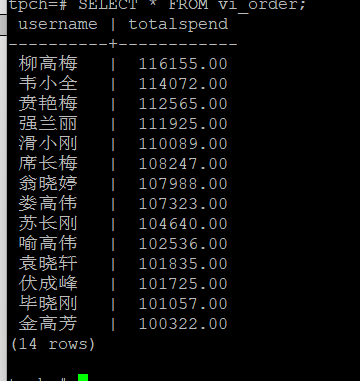 tpch=# SELECT * FROM vi_order;
 username | totalspend
----------+------------
 柳高梅   |  116155.00
 韦小全   |  114072.00
 贲艳梅   |  112565.00
 强兰丽   |  111925.00
 滑小刚   |  110089.00
 席长梅   |  108247.00
 翁晓婷   |  107988.00
 娄高伟   |  107323.00
 苏长刚   |  104640.00
 喻高伟   |  102536.00
 袁晓轩   |  101835.00
 伏成峰   |  101725.00
 毕晓刚   |  101057.00
 金高芳   |  100322.00
(14 rows)